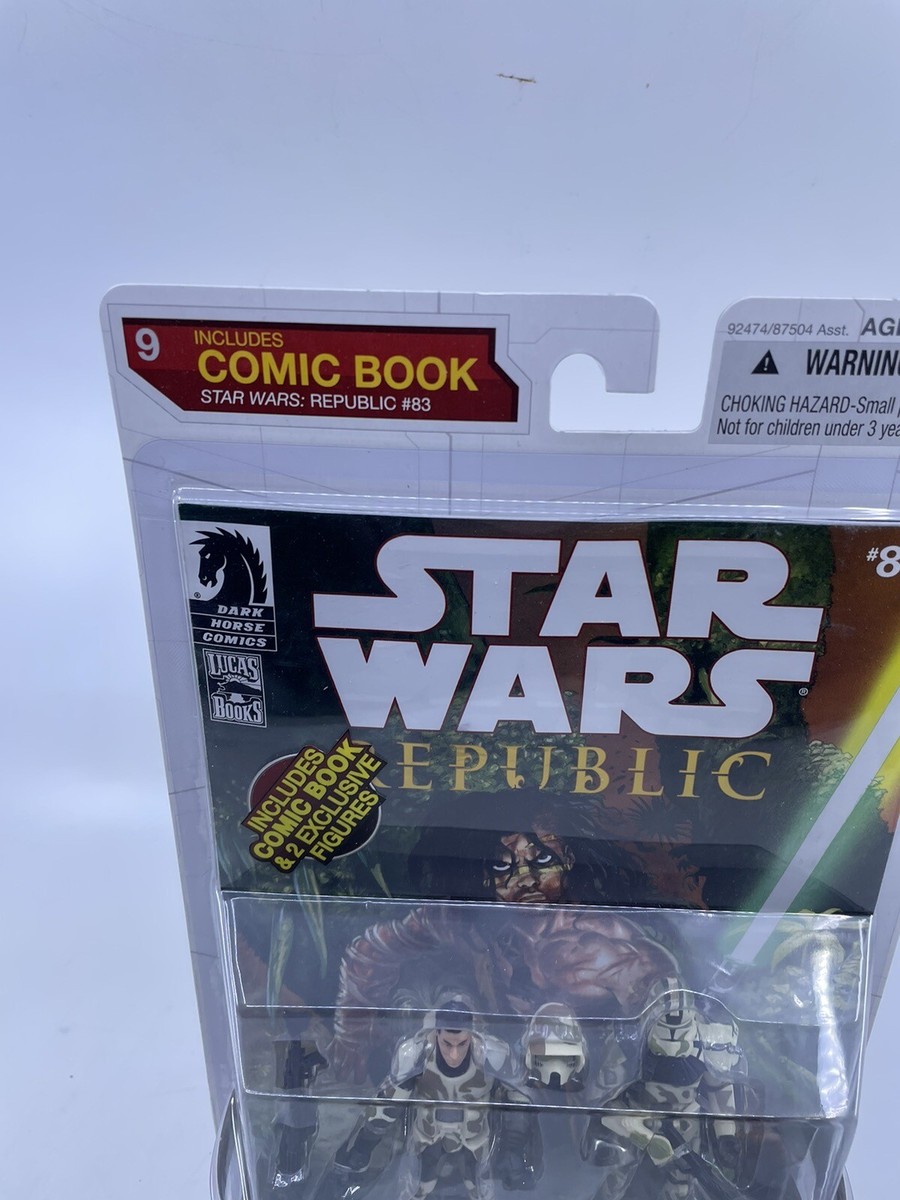 9
INCLUDES
COMIC BOOK
STAR WARS: REPUBLIC #83
92474/87504 Asst.
WARNING
CHOKING HAZARD-Small
Not for children under 3
DARK
HORSE
COMICS
LUCAS
BOOKS
STAR
WARS
®
REPUBLIC
#8
INCLUDES
COMIC BOOK
& 2 EXCLUSIVE
FIGURES